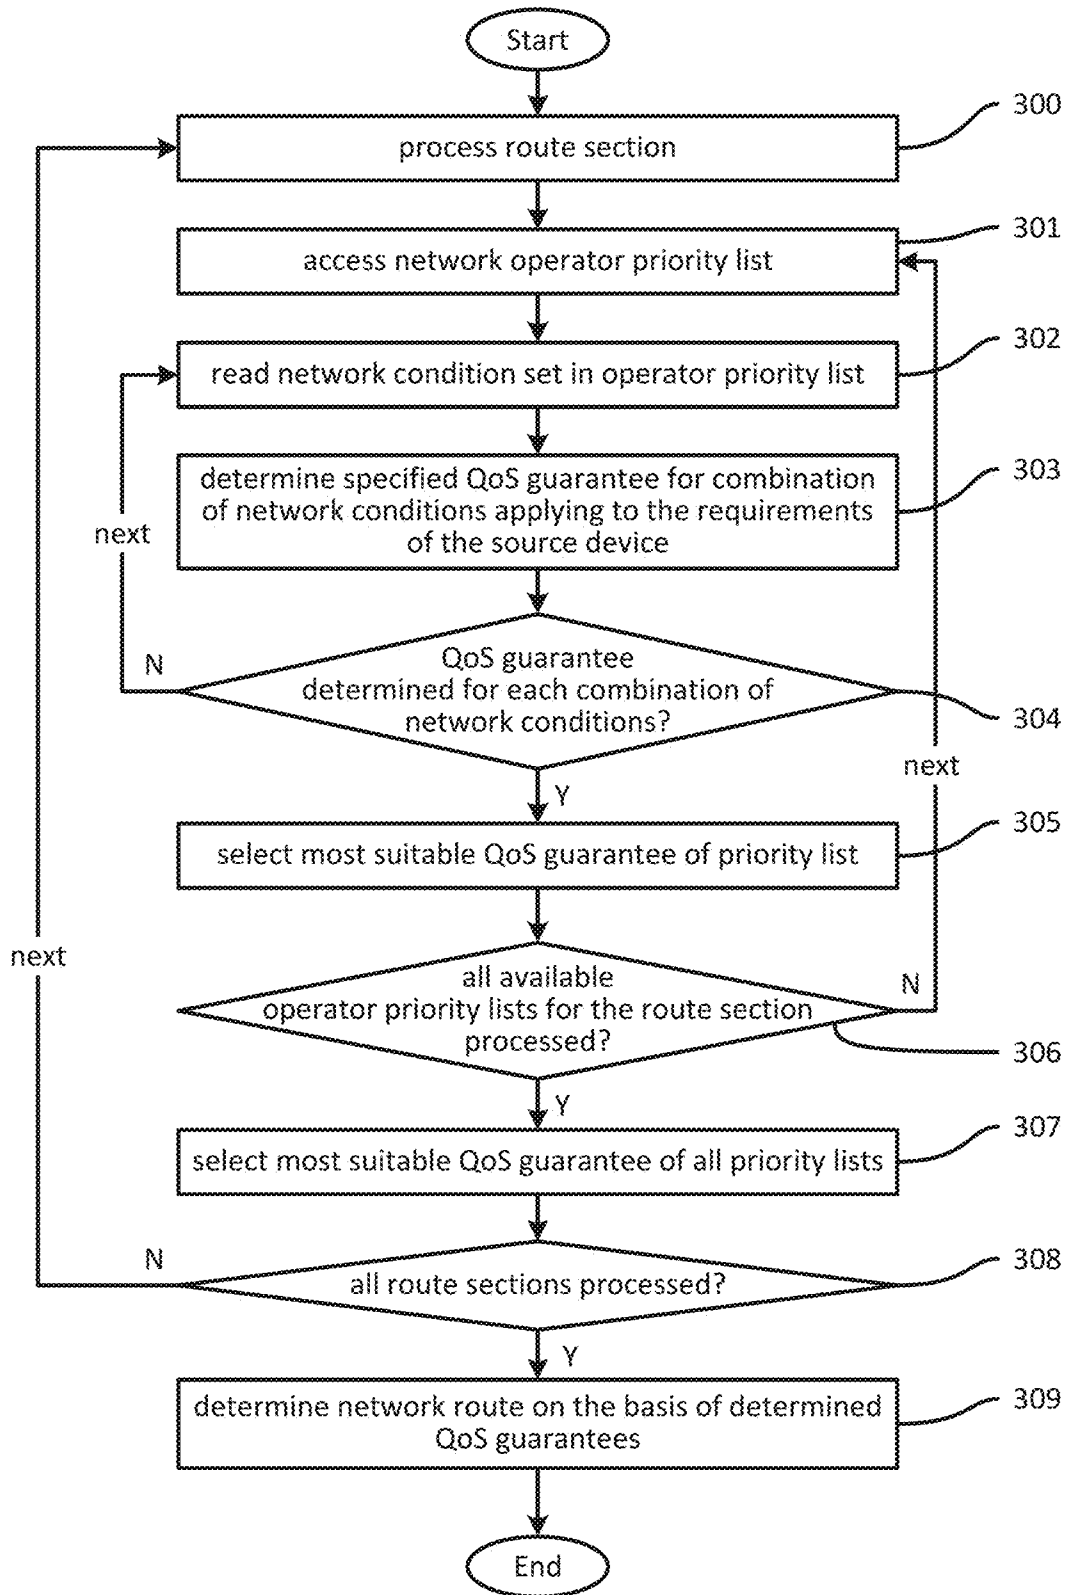 Start
300
process route section
301
access network operator priority list
302
read network condition set in operator priority list
303
determine specified QoS guarantee for combination
of network conditions applying to the requirements
of the source device
next
N
QoS guarantee
determined for each combination of
network conditions?
304
next
Y
305
select most suitable QoS guarantee of priority list
next
all available
operator priority lists for the route section
processed?
N
306
Y
307
select most suitable QoS guarantee of all priority lists
N
308
all route sections processed?
Y
309
determine network route on the basis of determined
QoS guarantees
End